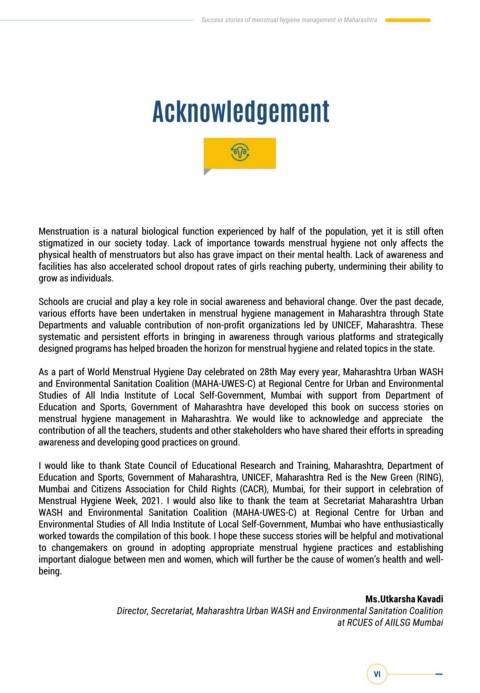 Success stories of menstrual hygiene management in Maharashtra
Acknowledgement
Menstruation is a natural biological function experienced by half of the population, yet it is still often
stigmatized in our society today. Lack of importance towards menstrual hygiene not only affects the
physical health of menstruators but also has grave impact on their mental health. Lack of awareness and
facilities has also accelerated school dropout rates of girls reaching puberty, undermining their ability to
grow as individuals.
Schools are crucial and play a key role in social awareness and behavioral change. Over the past decade,
various efforts have been undertaken in menstrual hygiene management in Maharashtra through State
Departments and valuable contribution of non-profit organizations led by UNICEF, Maharashtra. These
systematic and persistent efforts in bringing in awareness through various platforms and strategically
designed programs has helped broaden the horizon for menstrual hygiene and related topics in the state.
As a part of World Menstrual Hygiene Day celebrated on 28th May every year, Maharashtra Urban WASH
and Environmental Sanitation Coalition (MAHA-UWES-C) at Regional Centre for Urban and Environmental
Studies of All India Institute of Local Self-Government, Mumbai with support from Department of
Education and Sports, Government of Maharashtra have developed this book on success stories on
menstrual hygiene management in Maharashtra. We would like to acknowledge and appreciate the
contribution of all the teachers, students and other stakeholders who have shared their efforts in spreading
awareness and developing good practices on ground.
I would like to thank State Council of Educational Research and Training, Maharashtra, Department of
Education and Sports, Government of Maharashtra, UNICEF, Maharashtra Red is the New Green (RING),
Mumbai and Citizens Association for Child Rights (CACR), Mumbai, for their support in celebration of
Menstrual Hygiene Week, 2021. I would also like to thank the team at Secretariat Maharashtra Urban
WASH and Environmental Sanitation Coalition (MAHA-UWES-C) at Regional Centre for Urban and
Environmental Studies of All India Institute of Local Self-Government, Mumbai who have enthusiastically
worked towards the compilation of this book. I hope these success stories will be helpful and motivational
to changemakers on ground in adopting appropriate menstrual hygiene practices and establishing
important dialogue between men and women, which will further be the cause of women's health and well-
being.
Ms.Utkarsha Kavadi
Director, Secretariat, Maharashtra Urban WASH and Environmental Sanitation Coalition
at RCUES of AIILSG Mumbai
VI